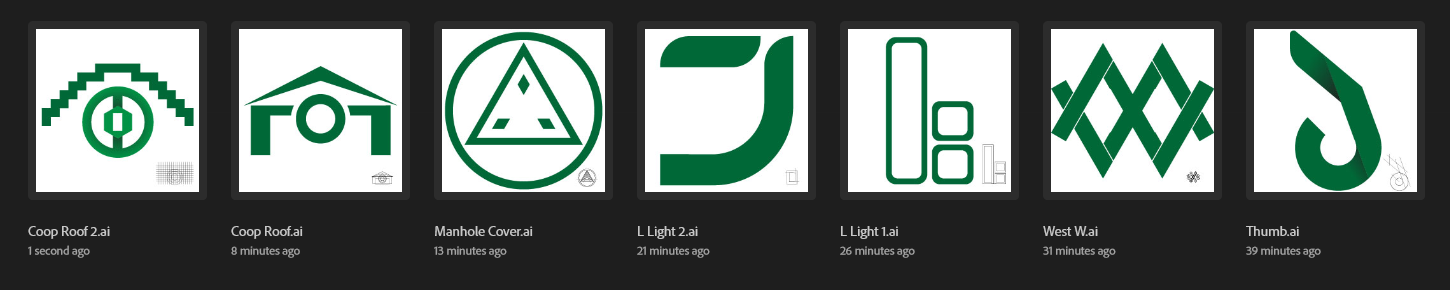 Coop Roof 2.ai
1 second ago
Coop Roof.ai
8 minutes ago
Manhole Cover.ai
13 minutes ago
L Light 2.ai
21 minutes ago
L Light 1.ai
26 minutes ago
West W.ai
31 minutes ago
Thumb.ai
39 minutes ago